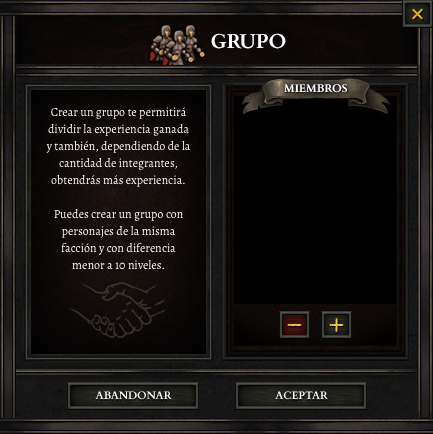 GRUPO
Crear un grupo te permitirá
dividir la experiencia ganada
y también, dependiendo de la
cantidad de integrantes,
obtendrás más experiencia.
Puedes crear un grupo con
personajes de la misma
facción y con diferencia
menor a 10 niveles.
MIEMBROS
ABANDONAR
ACEPTAR